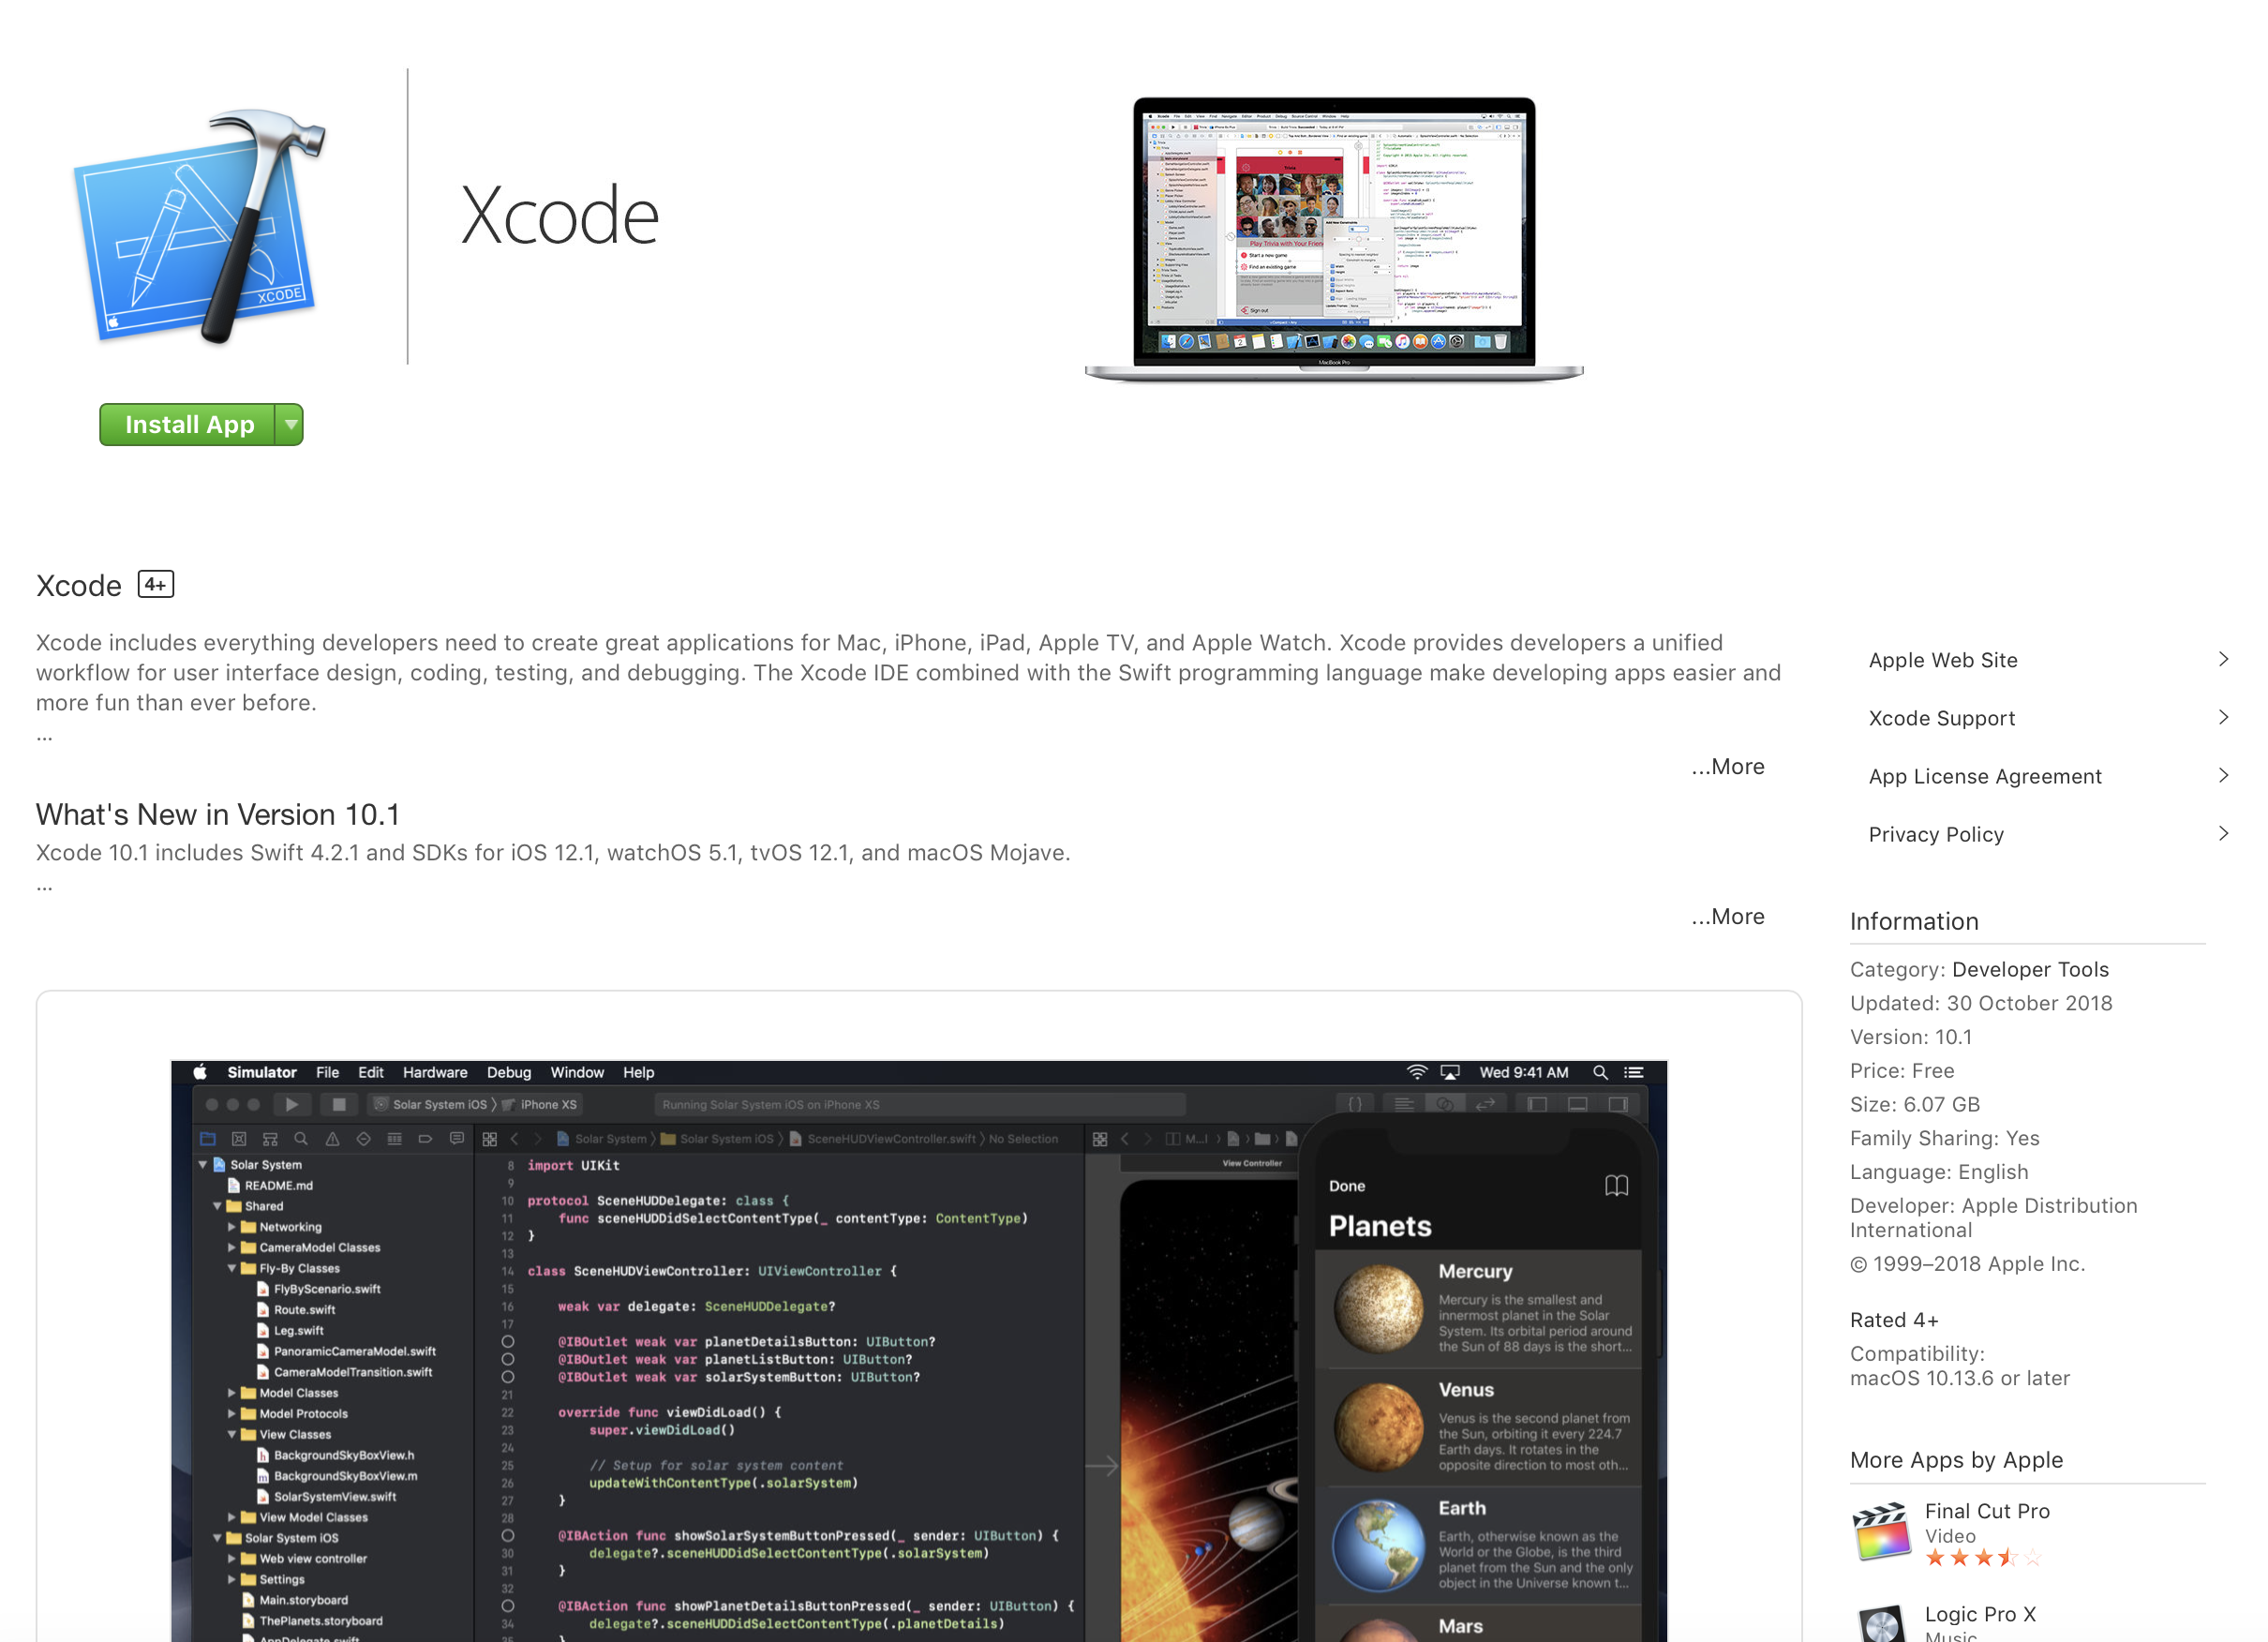 XCODE
Xcode
MacBook Pro
Install App
Xcode 4+
Xcode includes everything developers need to create great applications for Mac, iPhone, iPad, Apple TV, and Apple Watch. Xcode provides developers a unified
workflow for user interface design, coding, testing, and debugging. The Xcode IDE combined with the Swift programming language make developing apps easier and
more fun than ever before.
...
...More
What's New in Version 10.1
Xcode 10.1 includes Swift 4.2.1 and SDKs for iOS 12.1, watchOS 5.1, tvOS 12.1, and macOS Mojave.
...
...More
Apple Web Site
Xcode Support
App License Agreement
Privacy Policy
Information
Category: Developer Tools
Updated: 30 October 2018
Version: 10.1
Price: Free
Size: 6.07 GB
Family Sharing: Yes
Language: English
Developer: Apple Distribution
International
© 1999–2018 Apple Inc.
Rated 4+
Compatibility:
macOS 10.13.6 or later
More Apps by Apple
Final Cut Pro
Video
Logic Pro X
Music
Simulator File Edit Hardware Debug Window Help
Wed 9:41 AM
Solar System iOS iPhone XS
Running Solar System iOS on iPhone XS
Solar System Solar System iOS SceneHUDViewController.swift No Selection
M...l
View Controller
Solar System
README.md
Shared
Networking
CameraModel Classes
Fly-By Classes
FlyByScenario.swift
Route.swift
Leg.swift
PanoramicCameraModel.swift
CameraModelTransition.swift
Model Classes
Model Protocols
View Classes
BackgroundSkyBoxView.h
BackgroundSkyBoxView.m
SolarSystemView.swift
View Model Classes
Solar System iOS
Web view controller
Settings
Main.storyboard
ThePlanets.storyboard
AppDelegate.swift
8 import UIKit
9
10 protocol SceneHUDDelegate: class {
11 func sceneHUDDidSelectContentType(_ contentType: ContentType)
12 }
13
14 class SceneHUDViewController: UIViewController {
15
16 weak var delegate: SceneHUDDelegate?
17
@IBOutlet weak var planetDetailsButton: UIButton?
@IBOutlet weak var planetListButton: UIButton?
@IBOutlet weak var solarSystemButton: UIButton?
21
22 override func viewDidLoad() {
23 super.viewDidLoad()
24
25 // Setup for solar system content
26 updateWithContentType(.solarSystem)
27 }
28
@IBAction func showSolarSystemButtonPressed(_ sender: UIButton) {
30 delegate?.sceneHUDDidSelectContentType(.solarSystem)
31 }
32
@IBAction func showPlanetDetailsButtonPressed(_ sender: UIButton) {
34 delegate?.sceneHUDDidSelectContentType(.planetDetails)
35 }
Done
Planets
Mercury
Mercury is the smallest and
innermost planet in the Solar
System. Its orbital period around
the Sun of 88 days is the short...
Venus
Venus is the second planet from
the Sun, orbiting it every 224.7
Earth days. It rotates in the
opposite direction to most oth...
Earth
Earth, otherwise known as the
World or the Globe, is the third
planet from the Sun and the only
object in the Universe known t...
Mars